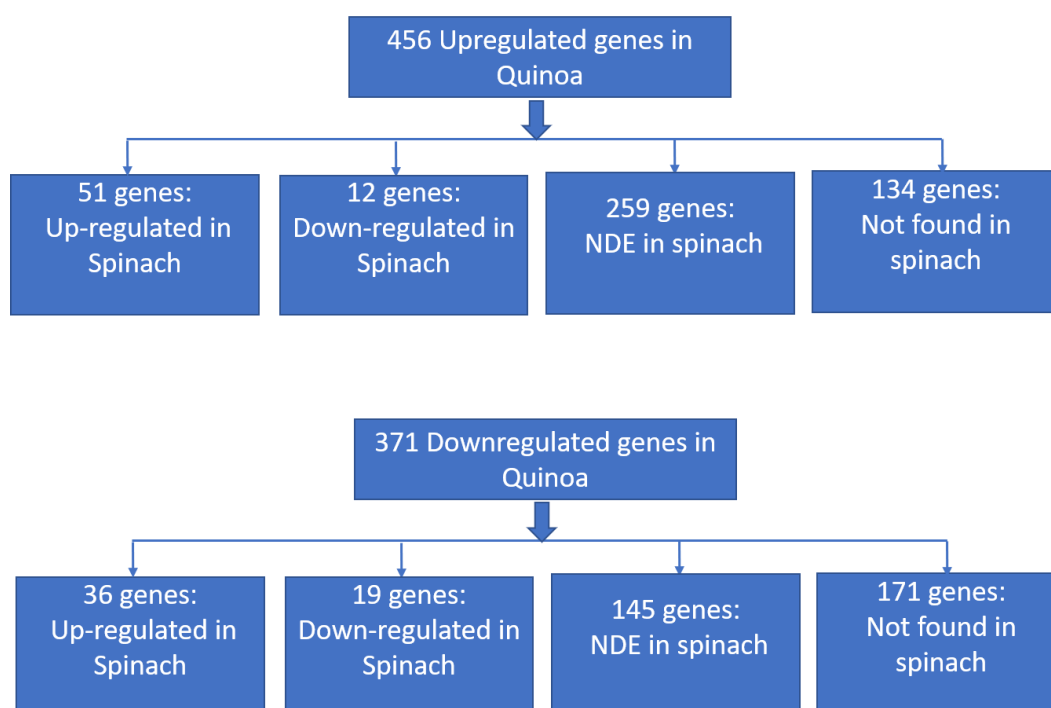 456 Upregulated genes in
Quinoa
51 genes:
Up-regulated in
Spinach
12 genes:
Down-regulated in
Spinach
259 genes:
NDE in spinach
134 genes:
Not found in
spinach
371 Downregulated genes in
Quinoa
36 genes:
Up-regulated in
Spinach
19 genes:
Down-regulated in
Spinach
145 genes:
NDE in spinach
171 genes:
Not found in
spinach